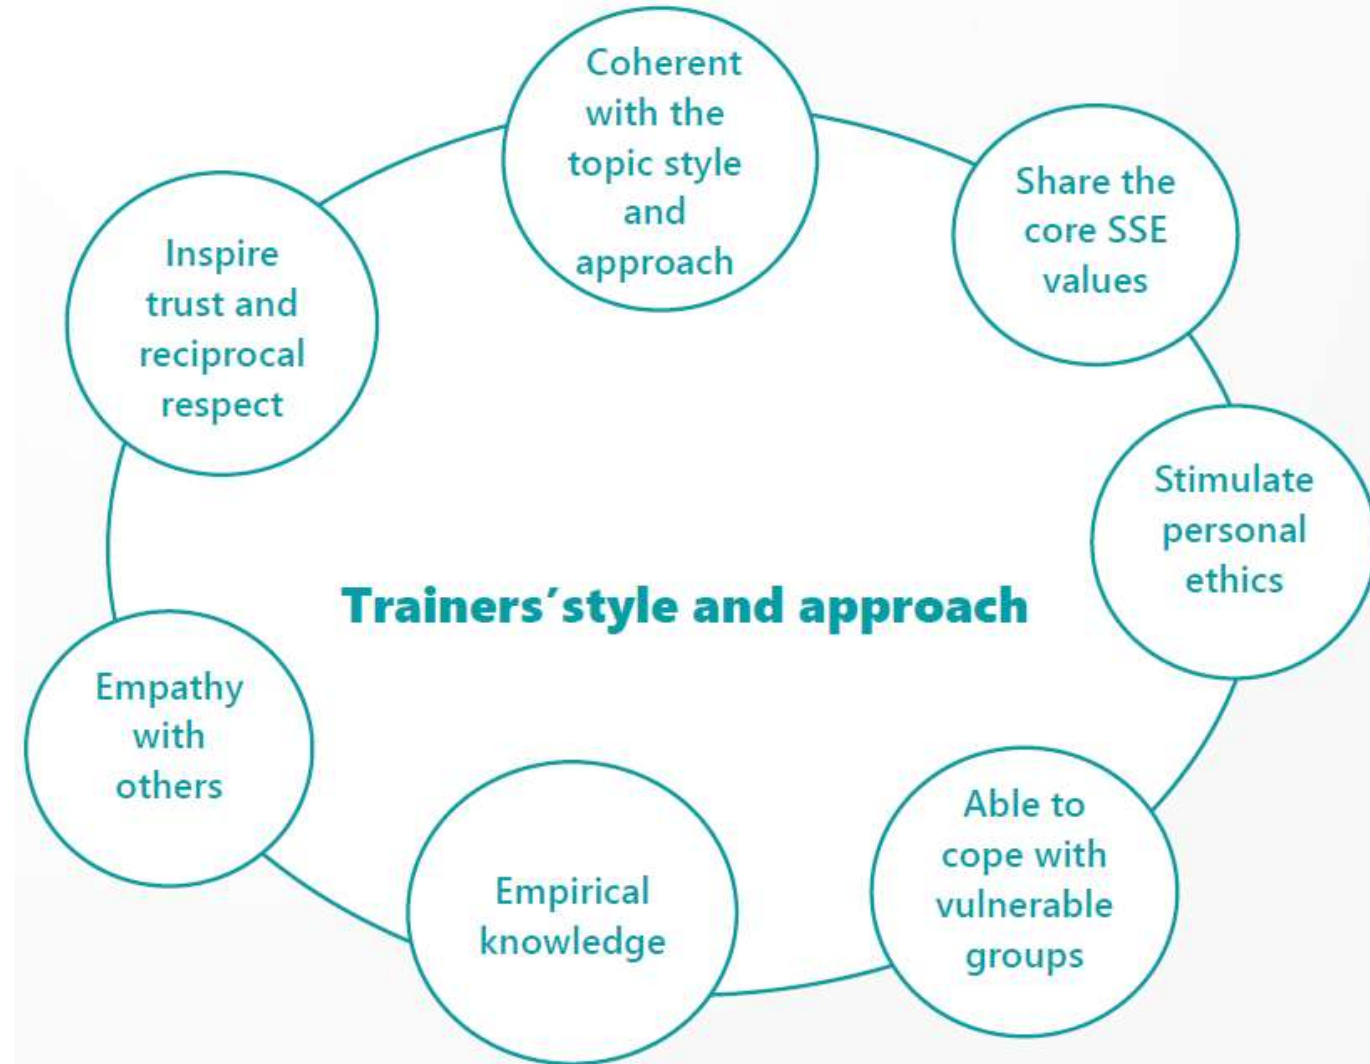 Coherent
with the
topic style
and
approach
Share the
core SSE
values
Stimulate
personal
ethics
Able to
cope with
vulnerable
groups
Empirical
knowledge
Empathy
with
others
Inspire
trust and
reciprocal
respect
Trainers´style and approach